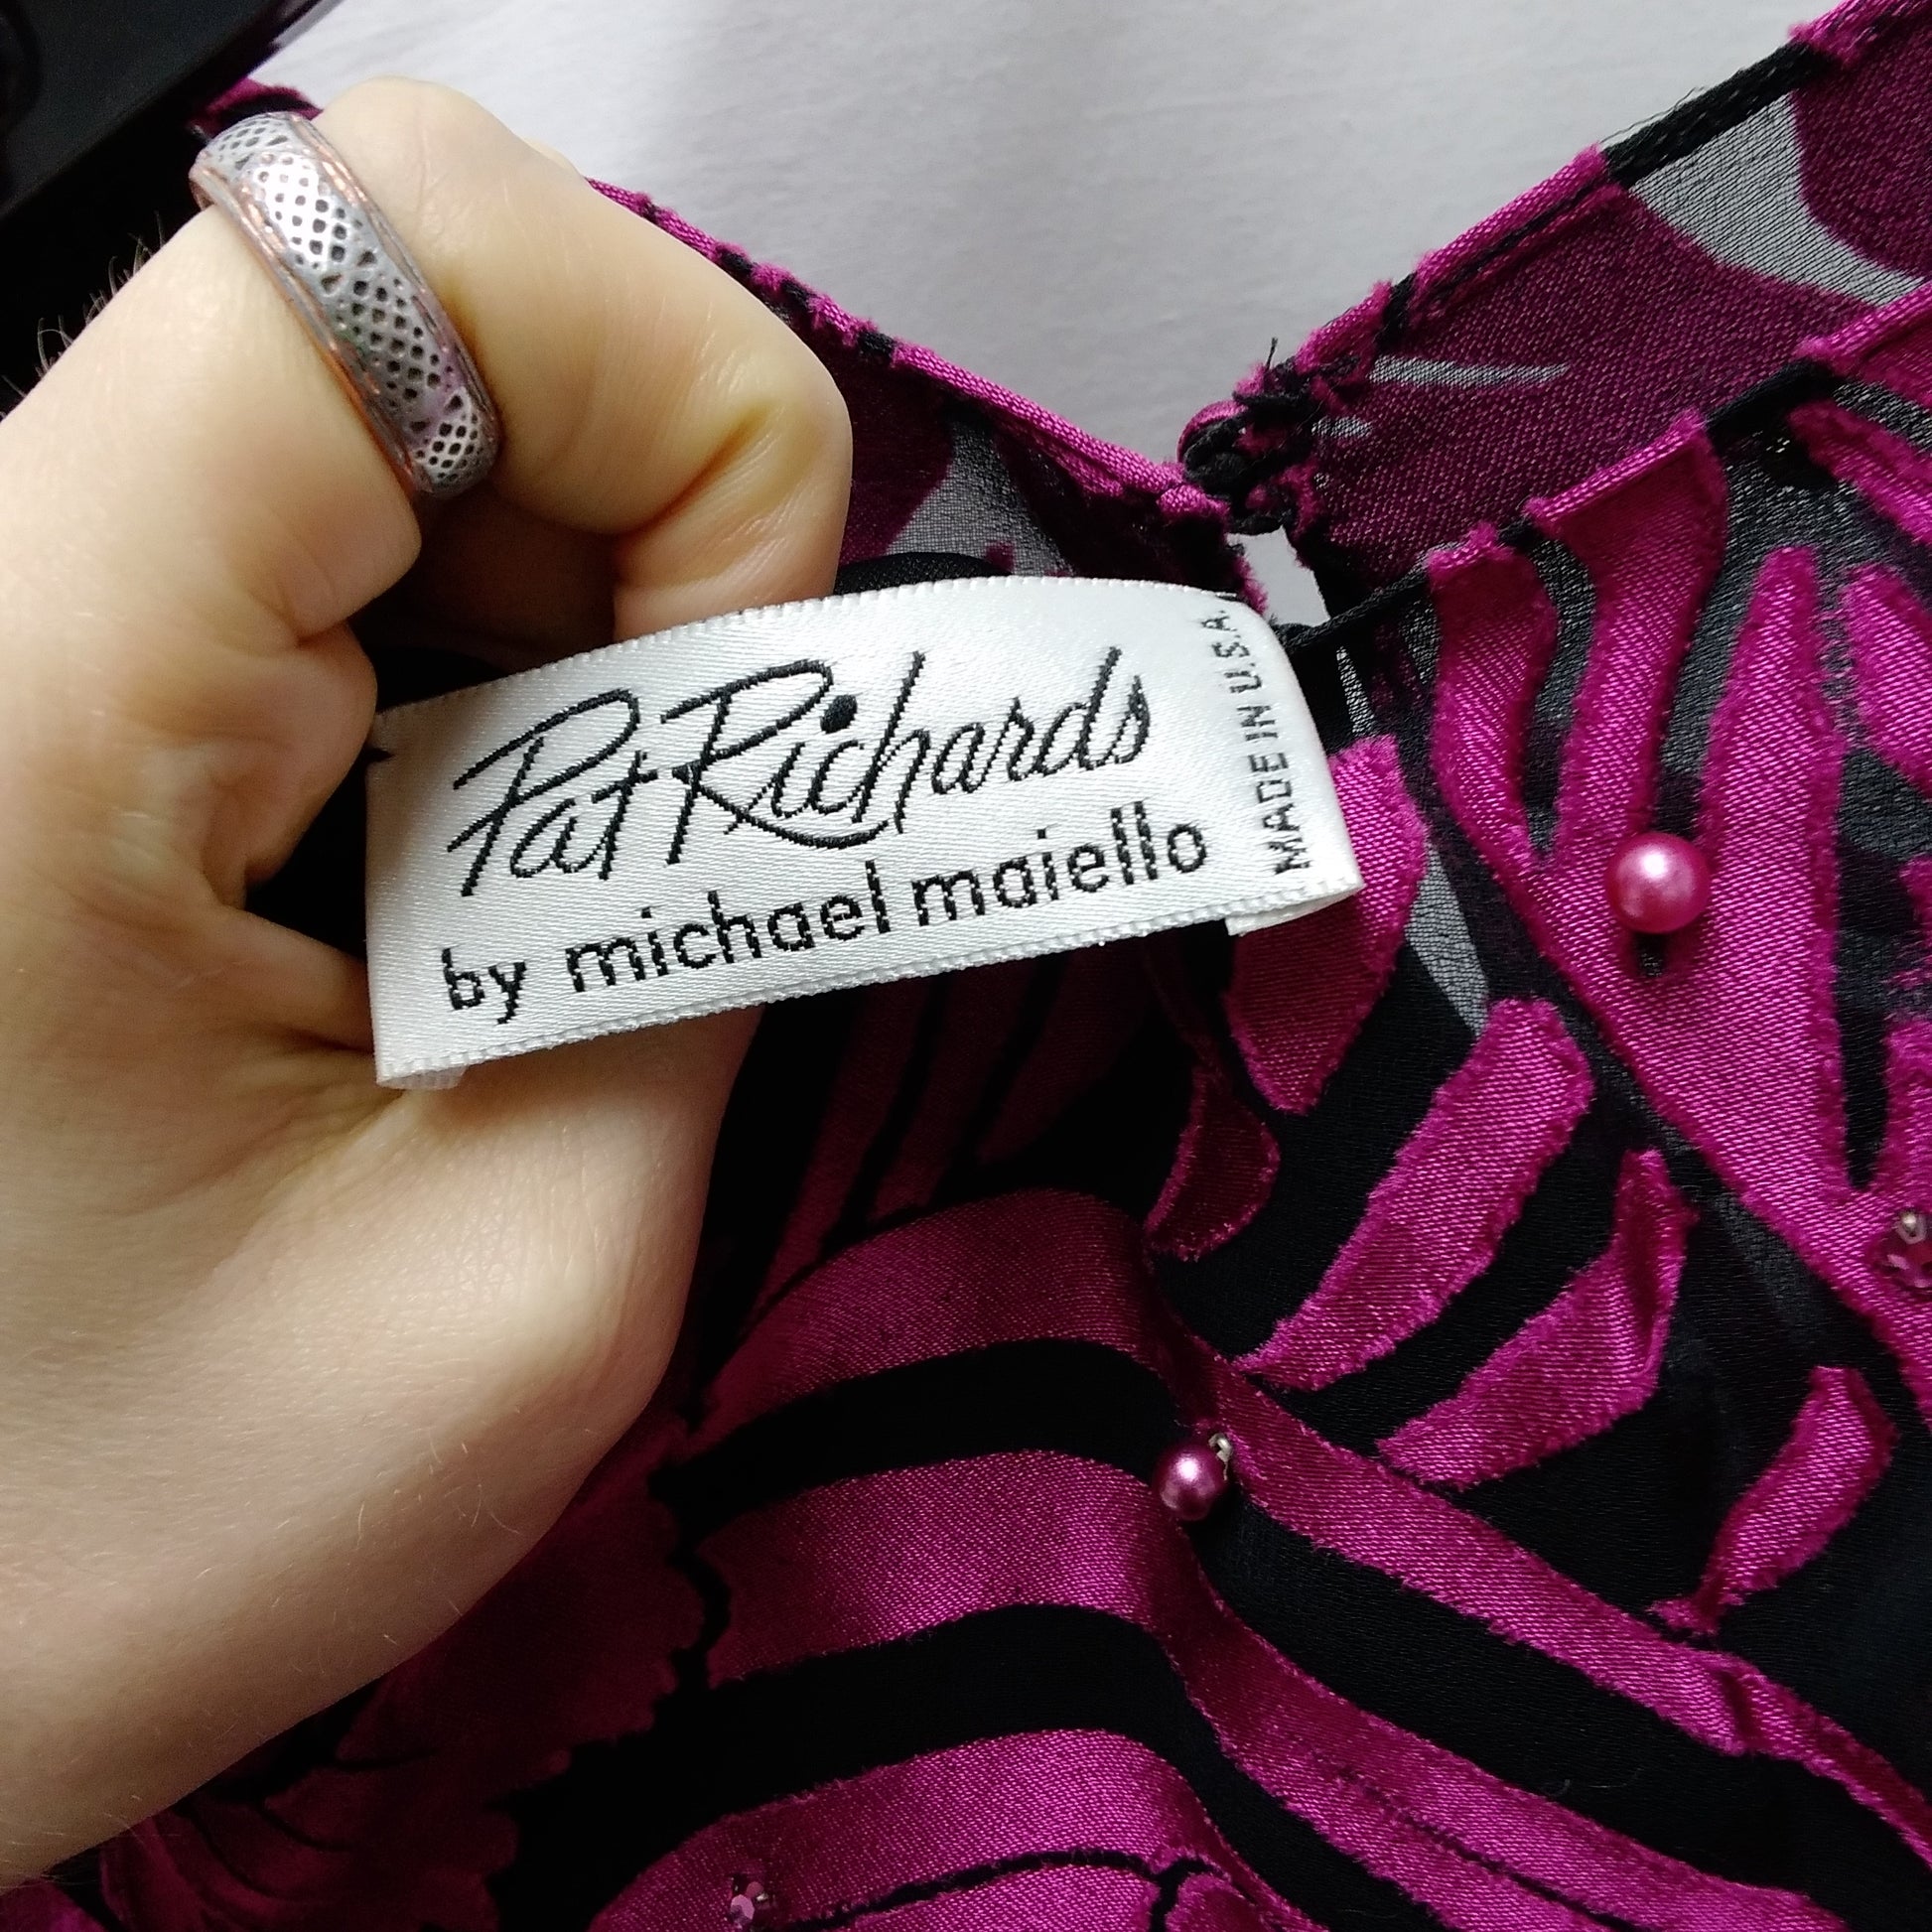 Pat Richards
by michael maiello
MADE IN U.S.A.